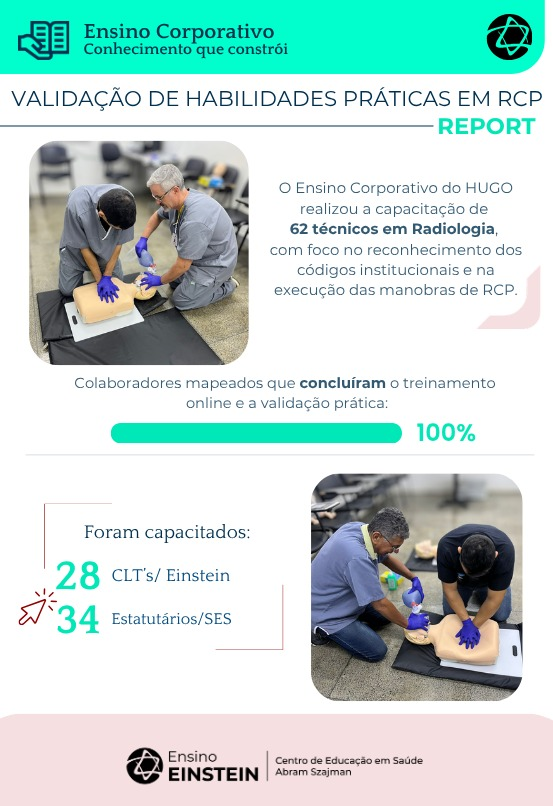 Ensino Corporativo
Conhecimento que constrói
VALIDAÇÃO DE HABILIDADES PRÁTICAS EM RCP
REPORT
O Ensino Corporativo do HUGO
realizou a capacitação de
62 técnicos em Radiologia,
com foco no reconhecimento dos
códigos institucionais e na
execução das manobras de RCP.
Colaboradores mapeados que concluíram o treinamento
online e a validação prática:
100%
Foram capacitados:
28 CLT's/ Einstein
34 Estatutários/SES
Ensino
EINSTEIN
Centro de Educação em Saúde
Abram Szajman